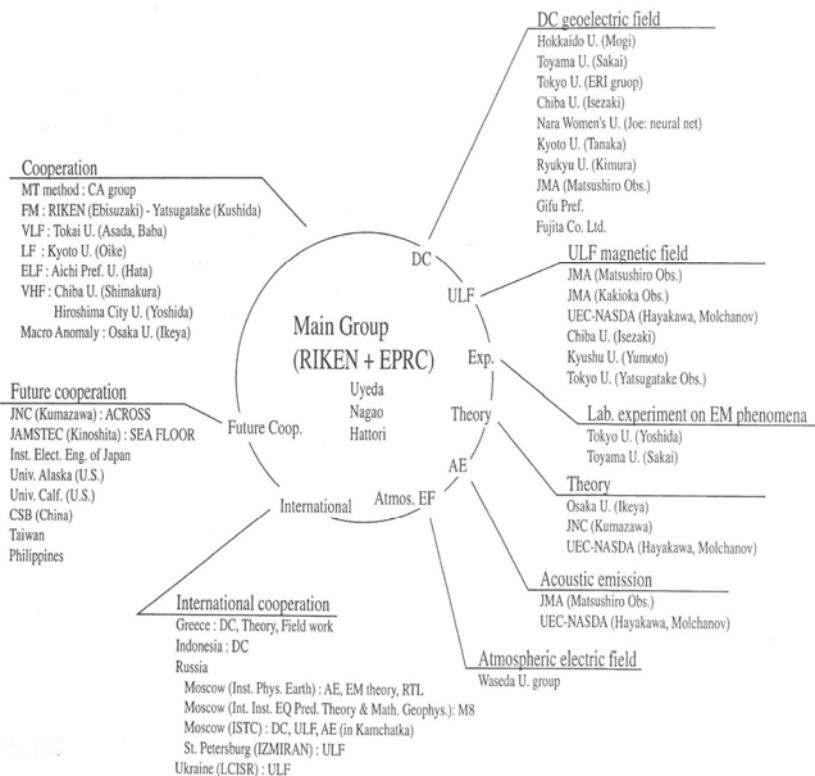 DC geoelectric field
Hokkaido U. (Mogi)
Toyama U. (Sakai)
Tokyo U. (ERI gruop)
Chiba U. (Isezaki)
Nara Women's U. (Joe: neural net)
Kyoto U. (Tanaka)
Ryukyu U. (Kimura)
JMA (Matsushiro Obs.)
Gifu Pref.
Fujita Co. Ltd.
Cooperation
MT method : CA group
FM : RIKEN (Ebisuzaki) - Yatsugatake (Kushida)
VLF : Tokai U. (Asada, Baba)
LF : Kyoto U. (Oike)
ELF : Aichi Pref. U. (Hata)
VHF : Chiba U. (Shimakura)
Hiroshima City U. (Yoshida)
Macro Anomaly : Osaka U. (Ikeya)
DC
ULF
Exp.
Theory
AE
Atmos. EF
International
Future Coop.
Main Group
(RIKEN + EPRC)
Uyeda
Nagao
Hattori
ULF magnetic field
JMA (Matsushiro Obs.)
JMA (Kakioka Obs.)
UEC-NASDA (Hayakawa, Molchanov)
Chiba U. (Isezaki)
Kyushu U. (Yumoto)
Tokyo U. (Yatsugatake Obs.)
Lab. experiment on EM phenomena
Tokyo U. (Yoshida)
Toyama U. (Sakai)
Theory
Osaka U. (Ikeya)
JNC (Kumazawa)
UEC-NASDA (Hayakawa, Molchanov)
Acoustic emission
JMA (Matsushiro Obs.)
UEC-NASDA (Hayakawa, Molchanov)
Atmospheric electric field
Waseda U. group
Future cooperation
JNC (Kumazawa) : ACROSS
JAMSTEC (Kinoshita) : SEA FLOOR
Inst. Elect. Eng. of Japan
Univ. Alaska (U.S.)
Univ. Calf. (U.S.)
CSB (China)
Taiwan
Philippines
International cooperation
Greece : DC, Theory, Field work
Indonesia : DC
Russia
Moscow (Inst. Phys. Earth) : AE, EM theory, RTL
Moscow (Int. Inst. EQ Pred. Theory & Math. Geophys.): M8
Moscow (ISTC) : DC, ULF, AE (in Kamchatka)
St. Petersburg (IZMIRAN) : ULF
Ukraine (LCISR) : ULF